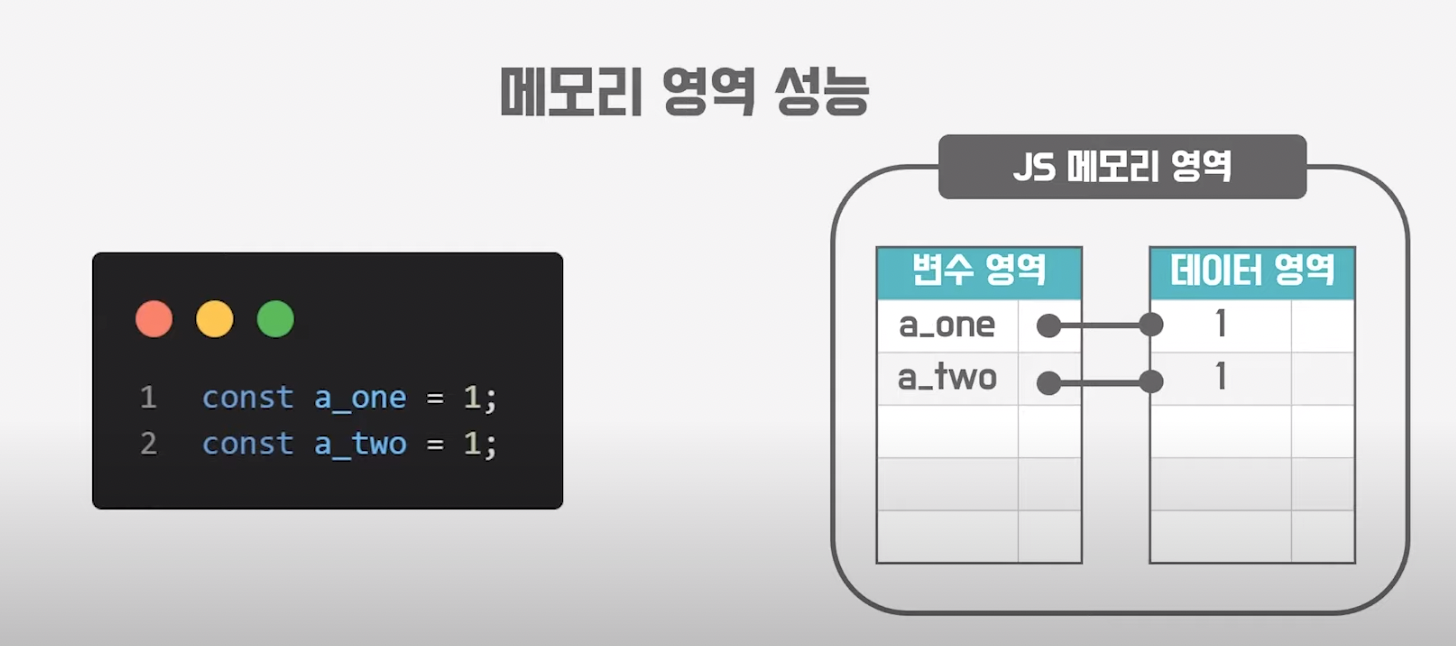 메모리 영역 성능
JS 메모리 영역
1 const a_one = 1;
2 const a_two = 1;
변수 영역
a_one
a_two
데이터 영역
1
1